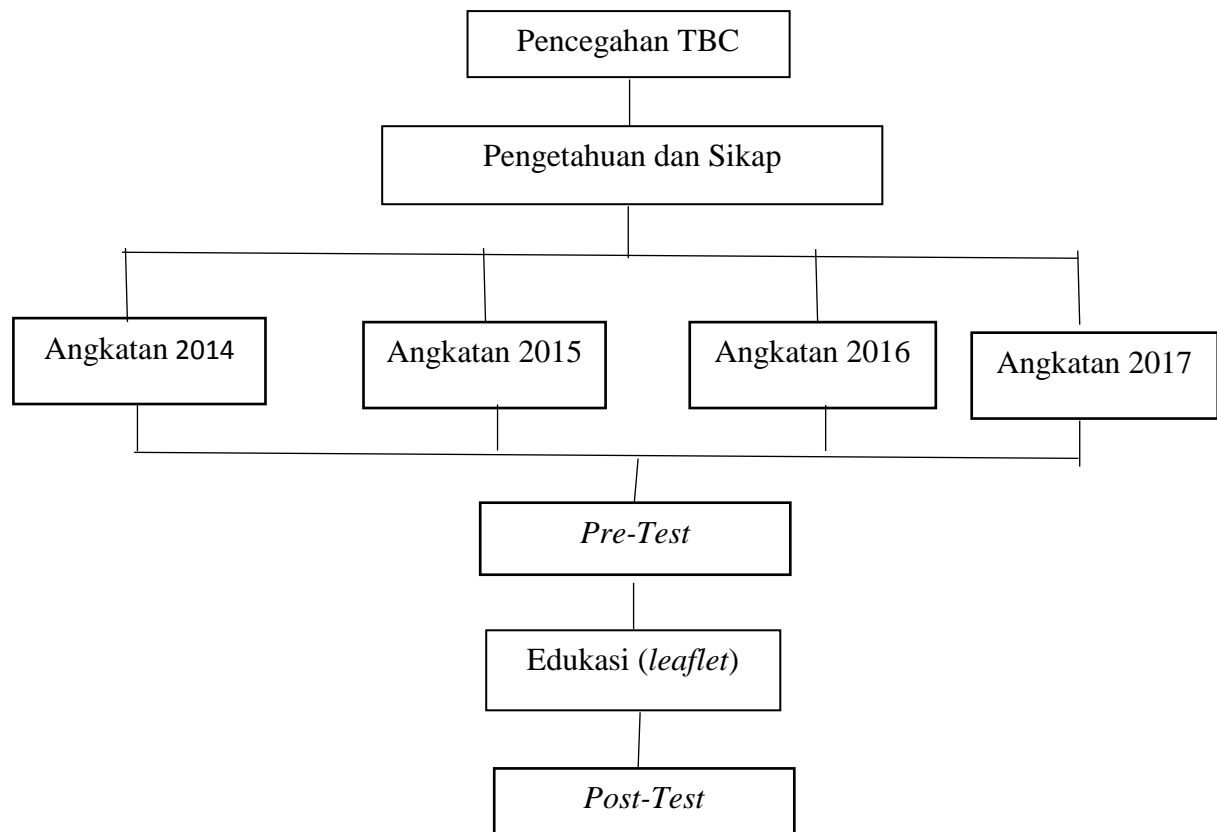 Pencegahan TBC
Pengetahuan dan Sikap
Angkatan 2014
Angkatan 2015
Angkatan 2016
Angkatan 2017
Pre-Test
Edukasi (leaflet)
Post-Test